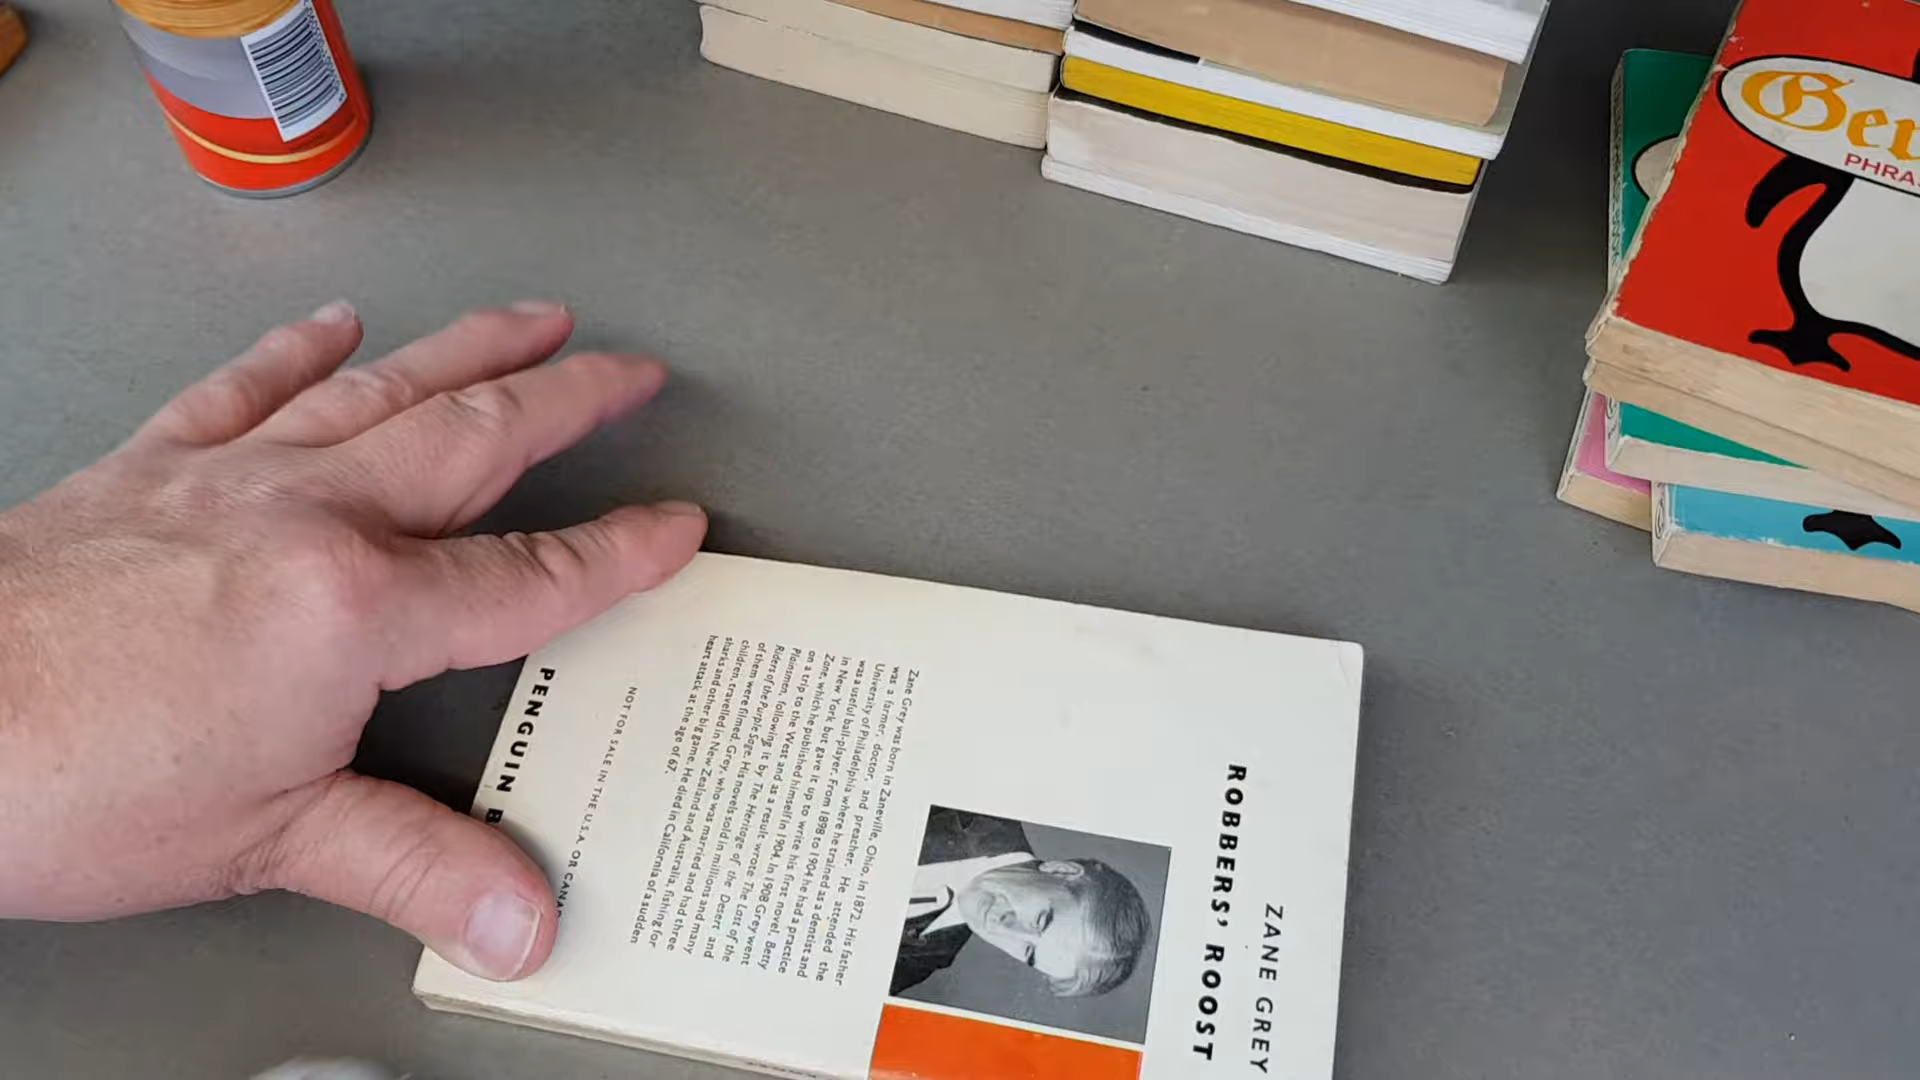 ZANE GREY
ROBBERS' ROOST
Zane Grey was born in Zaneville, Ohio, in 1872. His father
was a farmer, doctor, and preacher. He attended the
University of Philadelphia where he trained as a dentist and
was a useful ball-player. From 1898 to 1904 he had a practice
in New York but gave it up to write his first novel, Betty
Zane, which he published himself in 1904. In 1908 Grey went
on a trip to the West and as a result wrote The Last of the
Plainsmen, following it by The Heritage of the Desert and
Riders of the Purple Sage. His novels sold in millions and many
of them were filmed. Grey, who was married and had three
children, travelled in New Zealand and Australia, fishing for
sharks and other big game. He died in California of a sudden
heart attack at the age of 67.
NOT FOR SALE IN THE U.S.A. OR CANA
PENGUIN B
Ger
PHRA